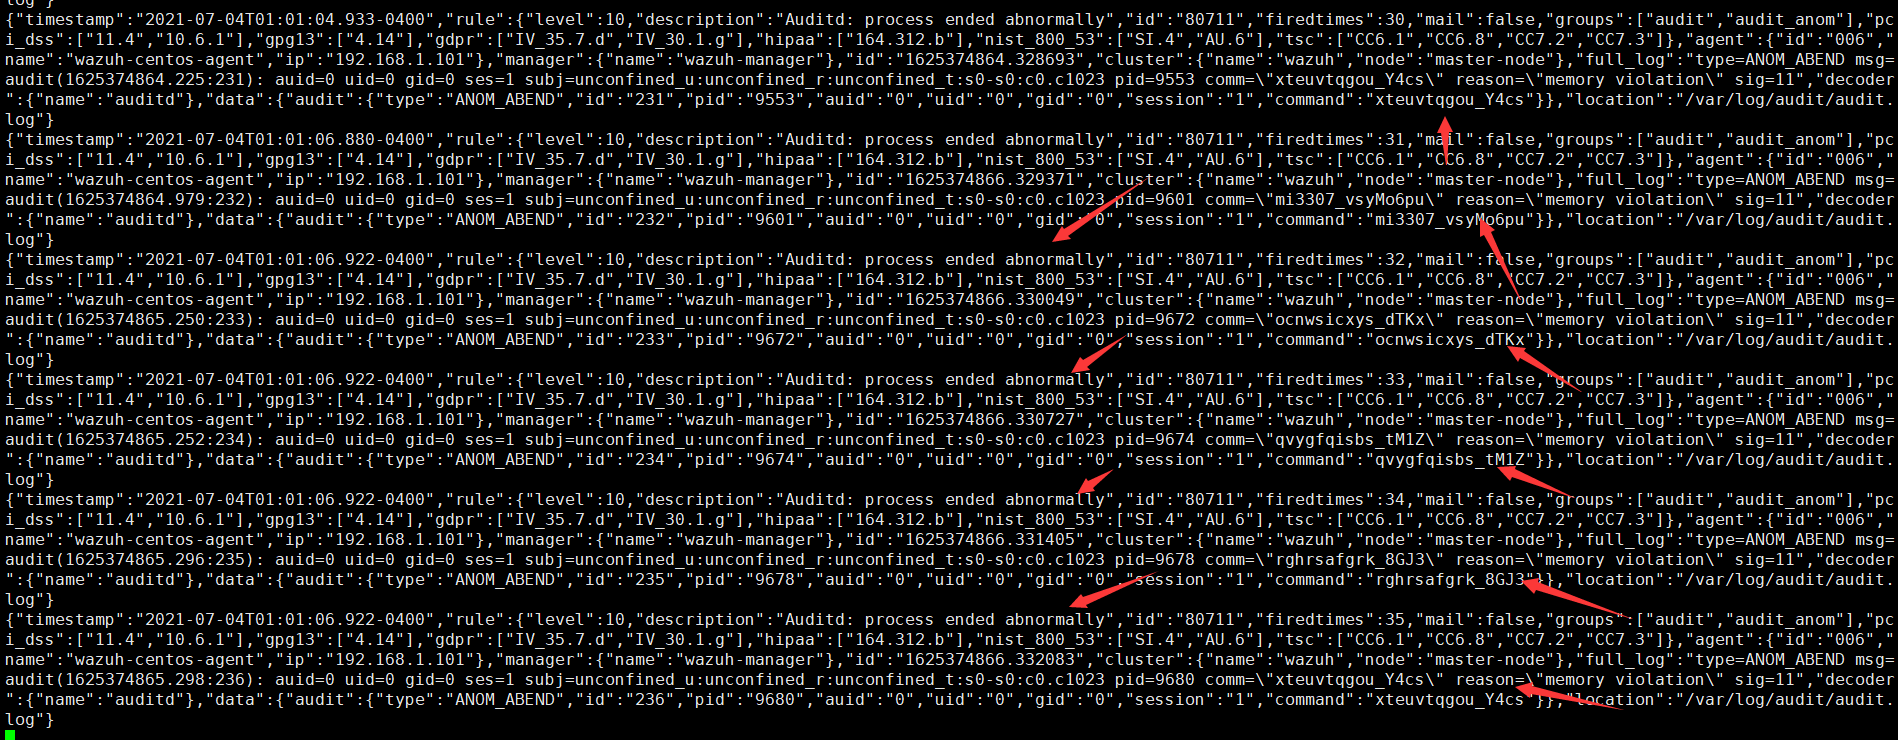 log"}
{"timestamp":"2021-07-04T01:01:04.933-0400","rule":{"level":10,"description":"Auditd: process ended abnormally","id":"80711","firedtimes":30,"mail":false,"groups":["audit","audit_anom"],"pc
i_dss":["11.4","10.6.1"],"gpg13":["4.14"],"gdpr":["IV_35.7.d","IV_30.1.g"],"hipaa":["164.312.b"],"nist_800_53":["SI.4","AU.6"],"tsc":["CC6.1","CC6.8","CC7.2","CC7.3"]},"agent":{"id":"006","
name":"wazuh-centos-agent","ip":"192.168.1.101"},"manager":{"name":"wazuh-manager"},"id":"1625374864.328693","cluster":{"name":"wazuh","node":"master-node"},"full_log":"type=ANOM_ABEND msg=
audit(1625374864.225:231): auid=0 uid=0 gid=0 ses=1 subj=unconfined_u:unconfined_r:unconfined_t:s0-s0:c0.c1023 pid=9553 comm=\"xteuvtqgou_Y4cs\" reason=\"memory violation\" sig=11","decoder
":{"name":"auditd"},"data":{"audit":{"type":"ANOM_ABEND","id":"231","pid":"9553","auid":"0","uid":"0","gid":"0","session":"1","command":"xteuvtqgou_Y4cs"}},"location":"/var/log/audit/audit.
log"}
{"timestamp":"2021-07-04T01:01:06.880-0400","rule":{"level":10,"description":"Auditd: process ended abnormally","id":"80711","firedtimes":31,"mail":false,"groups":["audit","audit_anom"],"pc
i_dss":["11.4","10.6.1"],"gpg13":["4.14"],"gdpr":["IV_35.7.d","IV_30.1.g"],"hipaa":["164.312.b"],"nist_800_53":["SI.4","AU.6"],"tsc":["CC6.1","CC6.8","CC7.2","CC7.3"]},"agent":{"id":"006","
name":"wazuh-centos-agent","ip":"192.168.1.101"},"manager":{"name":"wazuh-manager"},"id":"1625374866.329371","cluster":{"name":"wazuh","node":"master-node"},"full_log":"type=ANOM_ABEND msg=
audit(1625374864.979:232): auid=0 uid=0 gid=0 ses=1 subj=unconfined_u:unconfined_r:unconfined_t:s0-s0:c0.c1023 pid=9601 comm=\"mi3307_vsyMo6pu\" reason=\"memory violation\" sig=11","decoder
":{"name":"auditd"},"data":{"audit":{"type":"ANOM_ABEND","id":"232","pid":"9601","auid":"0","uid":"0","gid":"0","session":"1","command":"mi3307_vsyMo6pu"}},"location":"/var/log/audit/audit.
log"}
{"timestamp":"2021-07-04T01:01:06.922-0400","rule":{"level":10,"description":"Auditd: process ended abnormally","id":"80711","firedtimes":32,"mail":false,"groups":["audit","audit_anom"],"pc
i_dss":["11.4","10.6.1"],"gpg13":["4.14"],"gdpr":["IV_35.7.d","IV_30.1.g"],"hipaa":["164.312.b"],"nist_800_53":["SI.4","AU.6"],"tsc":["CC6.1","CC6.8","CC7.2","CC7.3"]},"agent":{"id":"006","
name":"wazuh-centos-agent","ip":"192.168.1.101"},"manager":{"name":"wazuh-manager"},"id":"1625374866.330049","cluster":{"name":"wazuh","node":"master-node"},"full_log":"type=ANOM_ABEND msg=
audit(1625374865.250:233): auid=0 uid=0 gid=0 ses=1 subj=unconfined_u:unconfined_r:unconfined_t:s0-s0:c0.c1023 pid=9672 comm=\"ocnwsicxys_dTKx\" reason=\"memory violation\" sig=11","decoder
":{"name":"auditd"},"data":{"audit":{"type":"ANOM_ABEND","id":"233","pid":"9672","auid":"0","uid":"0","gid":"0","session":"1","command":"ocnwsicxys_dTKx"}},"location":"/var/log/audit/audit.
log"}
{"timestamp":"2021-07-04T01:01:06.922-0400","rule":{"level":10,"description":"Auditd: process ended abnormally","id":"80711","firedtimes":33,"mail":false,"groups":["audit","audit_anom"],"pc
i_dss":["11.4","10.6.1"],"gpg13":["4.14"],"gdpr":["IV_35.7.d","IV_30.1.g"],"hipaa":["164.312.b"],"nist_800_53":["SI.4","AU.6"],"tsc":["CC6.1","CC6.8","CC7.2","CC7.3"]},"agent":{"id":"006","
name":"wazuh-centos-agent","ip":"192.168.1.101"},"manager":{"name":"wazuh-manager"},"id":"1625374866.330727","cluster":{"name":"wazuh","node":"master-node"},"full_log":"type=ANOM_ABEND msg=
audit(1625374865.252:234): auid=0 uid=0 gid=0 ses=1 subj=unconfined_u:unconfined_r:unconfined_t:s0-s0:c0.c1023 pid=9674 comm=\"qvygfqisbs_tM1Z\" reason=\"memory violation\" sig=11","decoder
":{"name":"auditd"},"data":{"audit":{"type":"ANOM_ABEND","id":"234","pid":"9674","auid":"0","uid":"0","gid":"0","session":"1","command":"qvygfqisbs_tM1Z"}},"location":"/var/log/audit/audit.
log"}
{"timestamp":"2021-07-04T01:01:06.922-0400","rule":{"level":10,"description":"Auditd: process ended abnormally","id":"80711","firedtimes":34,"mail":false,"groups":["audit","audit_anom"],"pc
i_dss":["11.4","10.6.1"],"gpg13":["4.14"],"gdpr":["IV_35.7.d","IV_30.1.g"],"hipaa":["164.312.b"],"nist_800_53":["SI.4","AU.6"],"tsc":["CC6.1","CC6.8","CC7.2","CC7.3"]},"agent":{"id":"006","
name":"wazuh-centos-agent","ip":"192.168.1.101"},"manager":{"name":"wazuh-manager"},"id":"1625374866.331405","cluster":{"name":"wazuh","node":"master-node"},"full_log":"type=ANOM_ABEND msg=
audit(1625374865.296:235): auid=0 uid=0 gid=0 ses=1 subj=unconfined_u:unconfined_r:unconfined_t:s0-s0:c0.c1023 pid=9678 comm=\"rghrsafgrk_8GJ3\" reason=\"memory violation\" sig=11","decoder
":{"name":"auditd"},"data":{"audit":{"type":"ANOM_ABEND","id":"235","pid":"9678","auid":"0","uid":"0","gid":"0","session":"1","command":"rghrsafgrk_8GJ3"}},"location":"/var/log/audit/audit.
log"}
{"timestamp":"2021-07-04T01:01:06.922-0400","rule":{"level":10,"description":"Auditd: process ended abnormally","id":"80711","firedtimes":35,"mail":false,"groups":["audit","audit_anom"],"pc
i_dss":["11.4","10.6.1"],"gpg13":["4.14"],"gdpr":["IV_35.7.d","IV_30.1.g"],"hipaa":["164.312.b"],"nist_800_53":["SI.4","AU.6"],"tsc":["CC6.1","CC6.8","CC7.2","CC7.3"]},"agent":{"id":"006","
name":"wazuh-centos-agent","ip":"192.168.1.101"},"manager":{"name":"wazuh-manager"},"id":"1625374866.332083","cluster":{"name":"wazuh","node":"master-node"},"full_log":"type=ANOM_ABEND msg=
audit(1625374865.298:236): auid=0 uid=0 gid=0 ses=1 subj=unconfined_u:unconfined_r:unconfined_t:s0-s0:c0.c1023 pid=9680 comm=\"xteuvtqgou_Y4cs\" reason=\"memory violation\" sig=11","decoder
":{"name":"auditd"},"data":{"audit":{"type":"ANOM_ABEND","id":"236","pid":"9680","auid":"0","uid":"0","gid":"0","session":"1","command":"xteuvtqgou_Y4cs"}},"location":"/var/log/audit/audit.
log"}